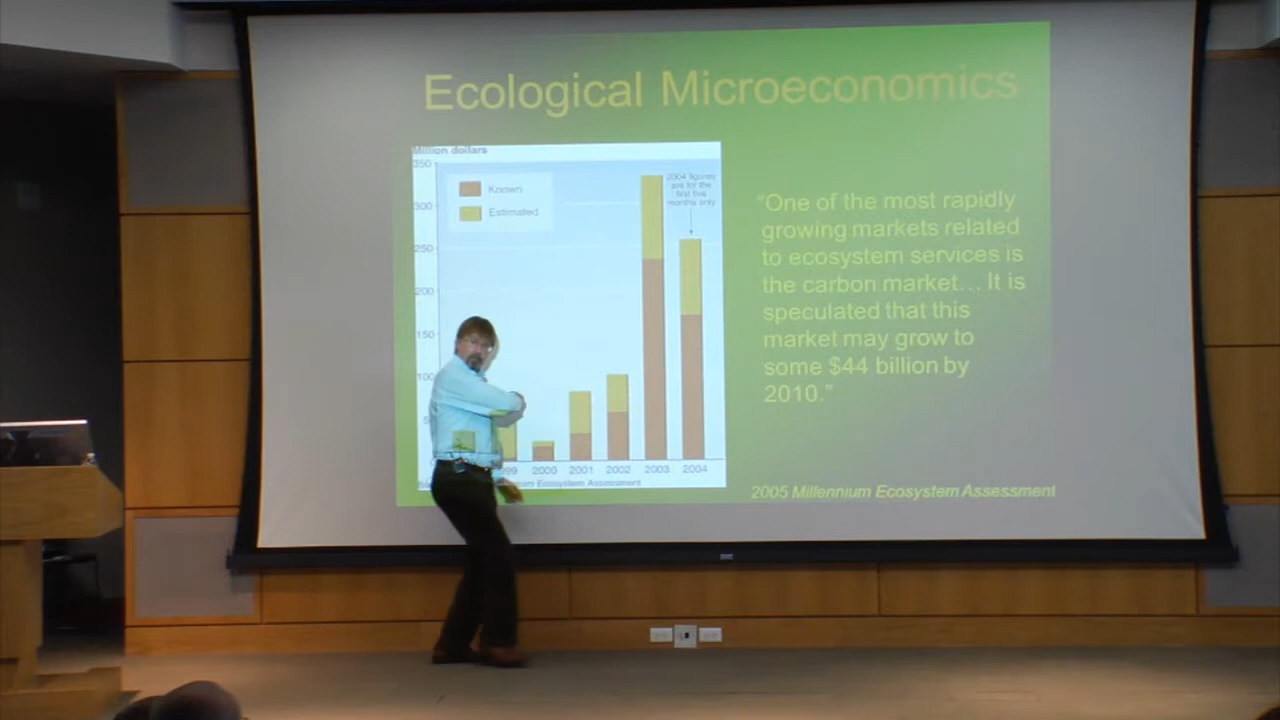 Ecological Microeconomics
Million dollars
350
300
250
200
150
100
5
Known
Estimated
2004 figures
are for the
first five
months only
99 2000 2001 2002 2003 2004
Ecosystem Assessment
"One of the most rapidly
growing markets related
to ecosystem services is
the carbon market... It is
speculated that this
market may grow to
some $44 billion by
2010."
2005 Millennium Ecosystem Assessment